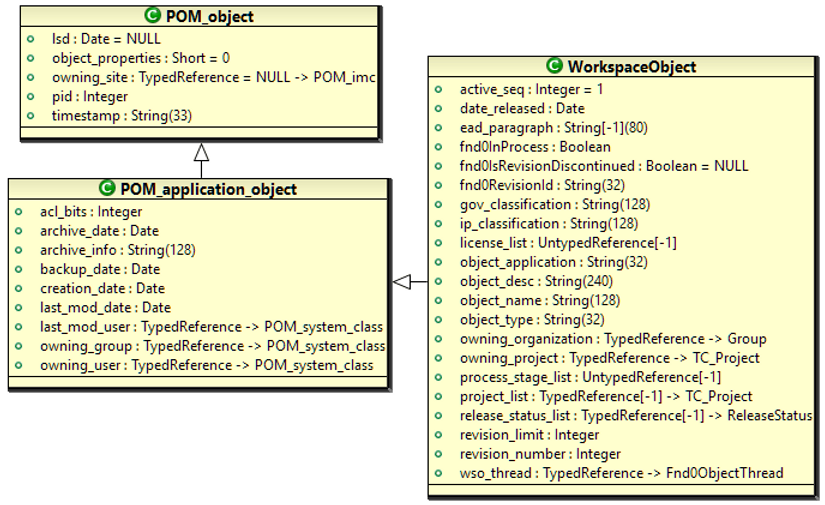 POM_object
lsd : Date = NULL
object_properties : Short = 0
owning_site : TypedReference = NULL -> POM_imc
pid : Integer
timestamp : String(33)
POM_application_object
acl_bits : Integer
archive_date : Date
archive_info : String(128)
backup_date : Date
creation_date : Date
last_mod_date : Date
last_mod_user : TypedReference -> POM_system_class
owning_group : TypedReference -> POM_system_class
owning_user : TypedReference -> POM_system_class
WorkspaceObject
active_seq : Integer = 1
date_released : Date
ead_paragraph : String[-1](80)
fnd0InProcess : Boolean
fnd0IsRevisionDiscontinued : Boolean = NULL
fnd0RevisionId : String(32)
gov_classification : String(128)
ip_classification : String(128)
license_list : UntypedReference[-1]
object_application : String(32)
object_desc : String(240)
object_name : String(128)
object_type : String(32)
owning_organization : TypedReference -> Group
owning_project : TypedReference -> TC_Project
process_stage_list : UntypedReference[-1]
project_list : TypedReference[-1] -> TC_Project
release_status_list : TypedReference[-1] -> ReleaseStatus
revision_limit : Integer
revision_number : Integer
wso_thread : TypedReference -> Fnd0ObjectThread